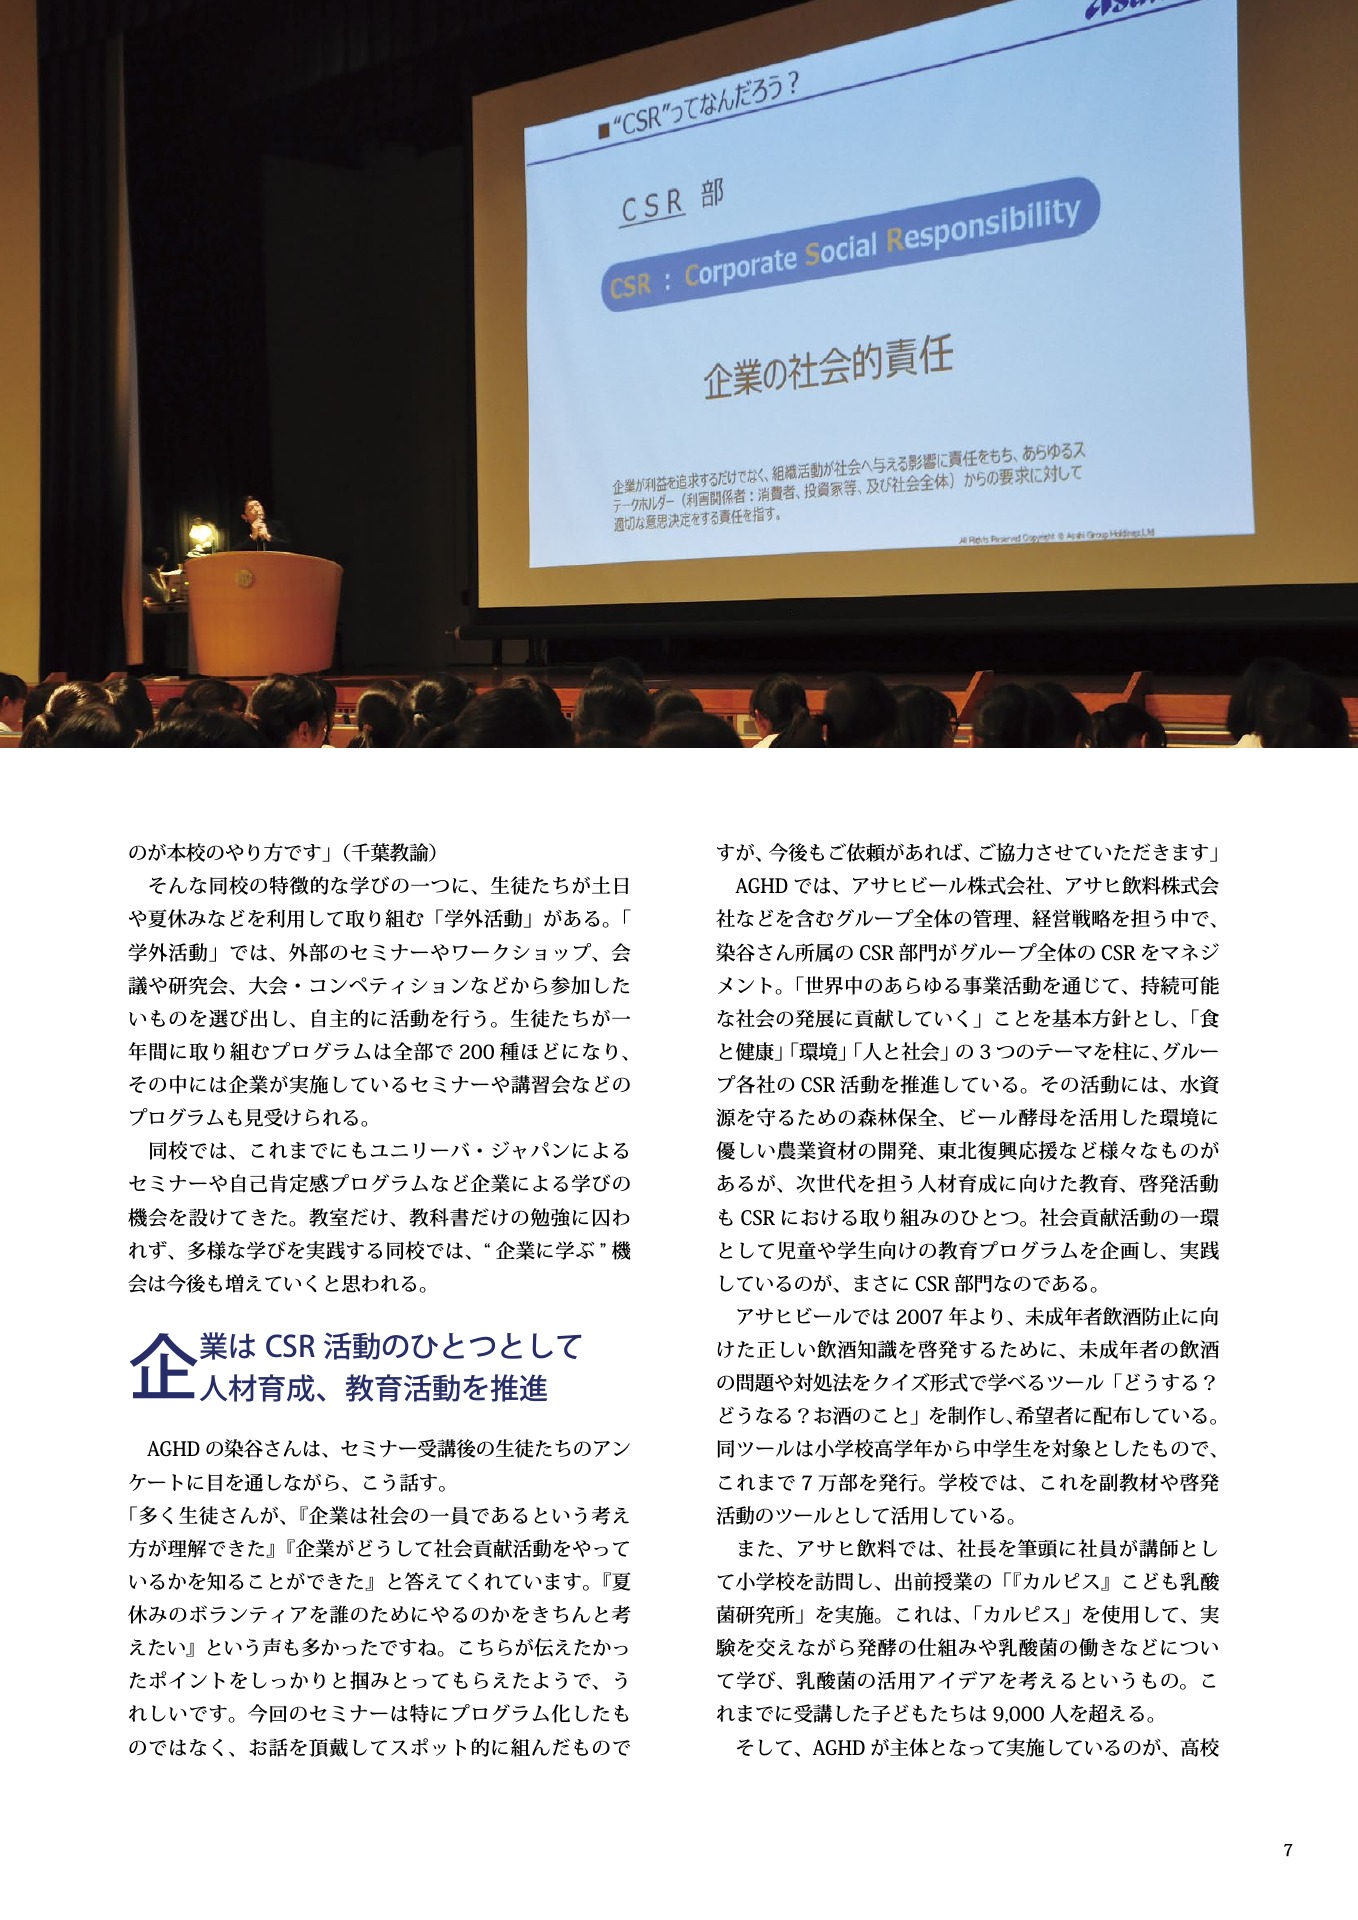 ■“CSR”ってなんだろう？
CSR 部
CSR : Corporate Social Responsibility
企業の社会的責任
企業が利益を追求するだけでなく、組織活動が社会へ与える影響に責任をもち、あらゆるス
テークホルダー（利害関係者：消費者、投資家等、及び社会全体）からの要求に対して
適切な意思決定をする責任を指す。
All Rights Reserved Copyright © Asahi Group Holdings,Ltd
のが本校のやり方です」（千葉教諭）
そんな同校の特徴的な学びの一つに、生徒たちが土日
や夏休みなどを利用して取り組む「学外活動」がある。「
学外活動」では、外部のセミナーやワークショップ、会
議や研究会、大会・コンペティションなどから参加した
いものを選び出し、自主的に活動を行う。生徒たちが一
年間に取り組むプログラムは全部で 200 種ほどになり、
その中には企業が実施しているセミナーや講習会などの
プログラムも見受けられる。
同校では、これまでにもユニリーバ・ジャパンによる
セミナーや自己肯定感プログラムなど企業による学びの
機会を設けてきた。教室だけ、教科書だけの勉強に囚わ
れず、多様な学びを実践する同校では、“ 企業に学ぶ ” 機
会は今後も増えていくと思われる。
企業は CSR 活動のひとつとして
人材育成、教育活動を推進
AGHD の染谷さんは、セミナー受講後の生徒たちのアン
ケートに目を通しながら、こう話す。
「多く生徒さんが、『企業は社会の一員であるという考え
方が理解できた』『企業がどうして社会貢献活動をやって
いるかを知ることができた』と答えてくれています。『夏
休みのボランティアを誰のためにやるのかをきちんと考
えたい』という声も多かったですね。こちらが伝えたかっ
たポイントをしっかりと掴みとってもらえたようで、う
れしいです。今回のセミナーは特にプログラム化したも
のではなく、お話を頂戴してスポット的に組んだもので
すが、今後もご依頼があれば、ご協力させていただきます」
AGHD では、アサヒビール株式会社、アサヒ飲料株式会
社などを含むグループ全体の管理、経営戦略を担う中で、
染谷さん所属の CSR 部門がグループ全体の CSR をマネジ
メント。「世界中のあらゆる事業活動を通じて、持続可能
な社会の発展に貢献していく」ことを基本方針とし、「食
と健康」「環境」「人と社会」の 3 つのテーマを柱に、グルー
プ各社の CSR 活動を推進している。その活動には、水資
源を守るための森林保全、ビール酵母を活用した環境に
優しい農業資材の開発、東北復興応援など様々なものが
あるが、次世代を担う人材育成に向けた教育、啓発活動
も CSR における取り組みのひとつ。社会貢献活動の一環
として児童や学生向けの教育プログラムを企画し、実践
しているのが、まさに CSR 部門なのである。
アサヒビールでは 2007 年より、未成年者飲酒防止に向
けた正しい飲酒知識を啓発するために、未成年者の飲酒
の問題や対処法をクイズ形式で学べるツール「どうする？
どうなる？お酒のこと」を制作し、希望者に配布している。
同ツールは小学校高学年から中学生を対象としたもので、
これまで 7 万部を発行。学校では、これを副教材や啓発
活動のツールとして活用している。
また、アサヒ飲料では、社長を筆頭に社員が講師とし
て小学校を訪問し、出前授業の「『カルピス』こども乳酸
菌研究所」を実施。これは、「カルピス」を使用して、実
験を交えながら発酵の仕組みや乳酸菌の働きなどについ
て学び、乳酸菌の活用アイデアを考えるというもの。こ
れまでに受講した子どもたちは 9,000 人を超える。
そして、AGHD が主体となって実施しているのが、高校
7